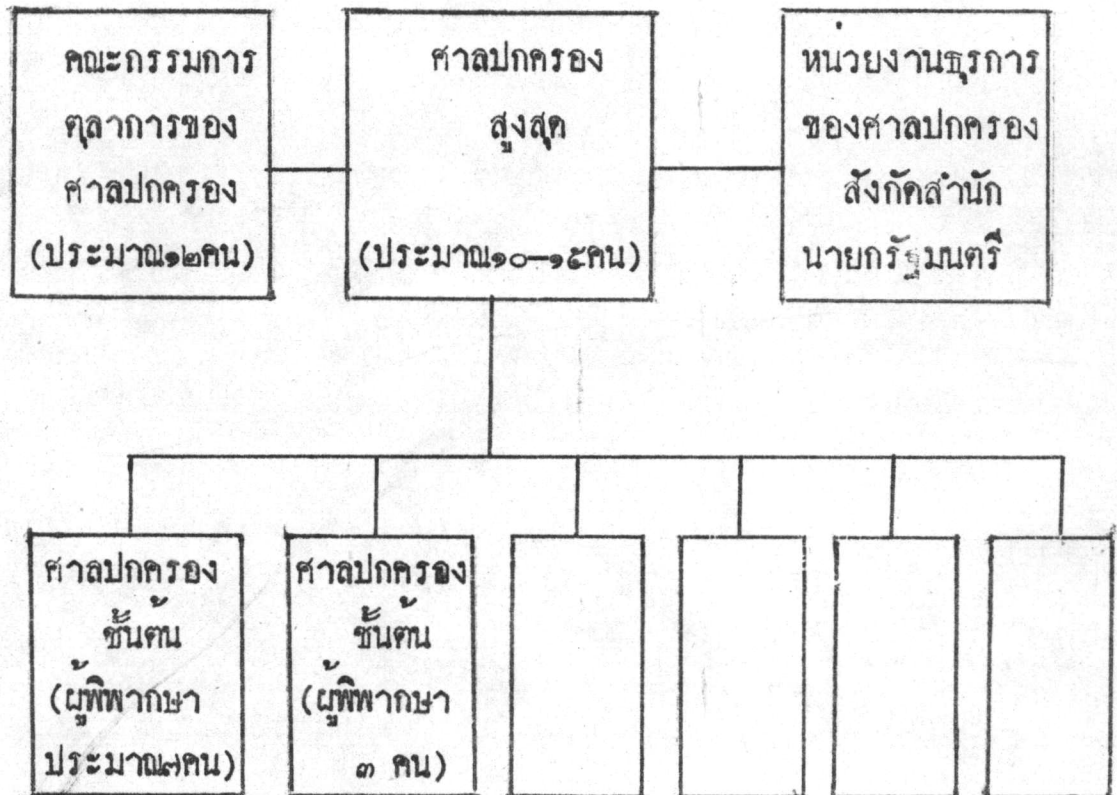 คณะกรรมการ
ตุลาการของ
ศาลปกครอง
(ประมาณ๑๒คน)
ศาลปกครอง
สูงสุด
(ประมาณ๑๐–๑๕คน)
หน่วยงานธุรการ
ของศาลปกครอง
สังกัดสำนัก
นายกรัฐมนตรี
ศาลปกครอง
ชั้นต้น
(ผู้พิพากษา
ประมาณ๗คน)
ศาลปกครอง
ชั้นต้น
(ผู้พิพากษา
๓ คน)